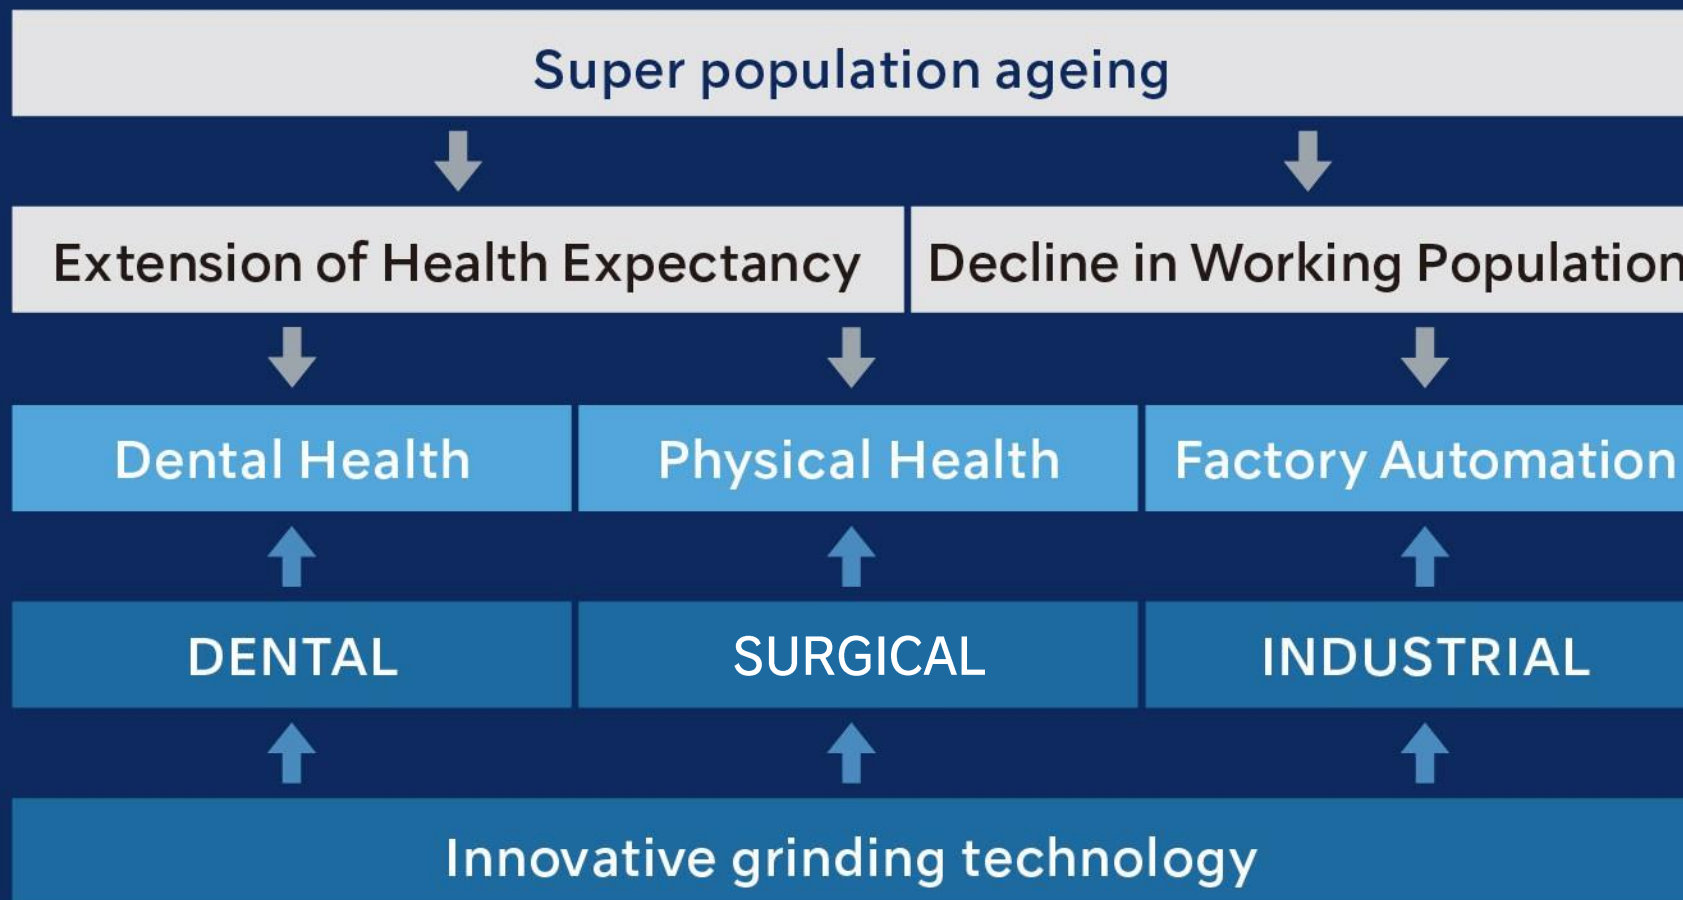 Super population ageing
Extension of Health Expectancy
Decline in Working Population
Dental Health
Physical Health
Factory Automation
DENTAL
SURGICAL
INDUSTRIAL
Innovative grinding technology